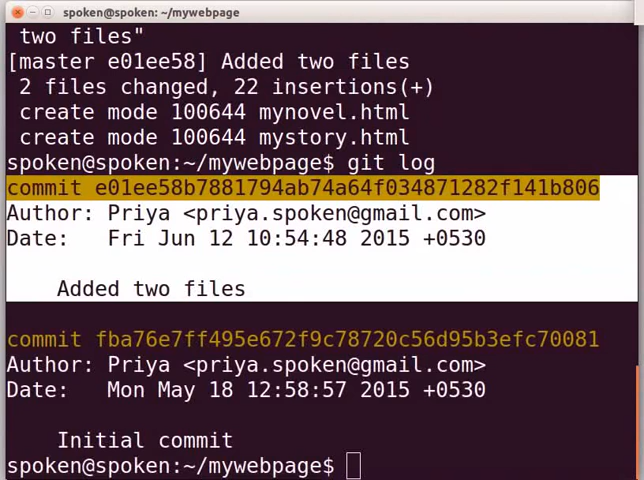 spoken@spoken: ~/mywebpage
two files"
[master e01ee58] Added two files
2 files changed, 22 insertions(+)
create mode 100644 mynovel.html
create mode 100644 mystory.html
spoken@spoken:~/mywebpage$ git log
commit e01ee58b7881794ab74a64f034871282f141b806
Author: Priya <priya.spoken@gmail.com>
Date:   Fri Jun 12 10:54:48 2015 +0530
Added two files
commit fba76e7ff495e672f9c78720c56d95b3efc70081
Author: Priya <priya.spoken@gmail.com>
Date:   Mon May 18 12:58:57 2015 +0530
Initial commit
spoken@spoken:~/mywebpage$